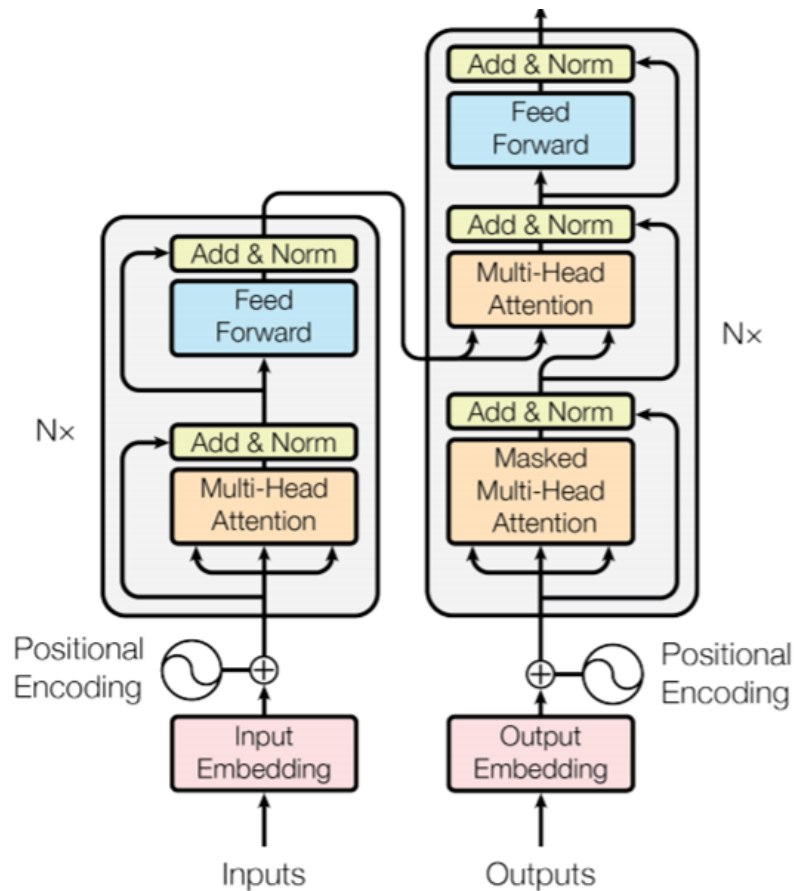 Add & Norm
Feed
Forward
Add & Norm
Multi-Head
Attention
Add & Norm
Masked
Multi-Head
Attention
Nx
Add & Norm
Feed
Forward
Add & Norm
Multi-Head
Attention
Nx
Positional
Encoding
Positional
Encoding
Input
Embedding
Output
Embedding
Inputs
Outputs